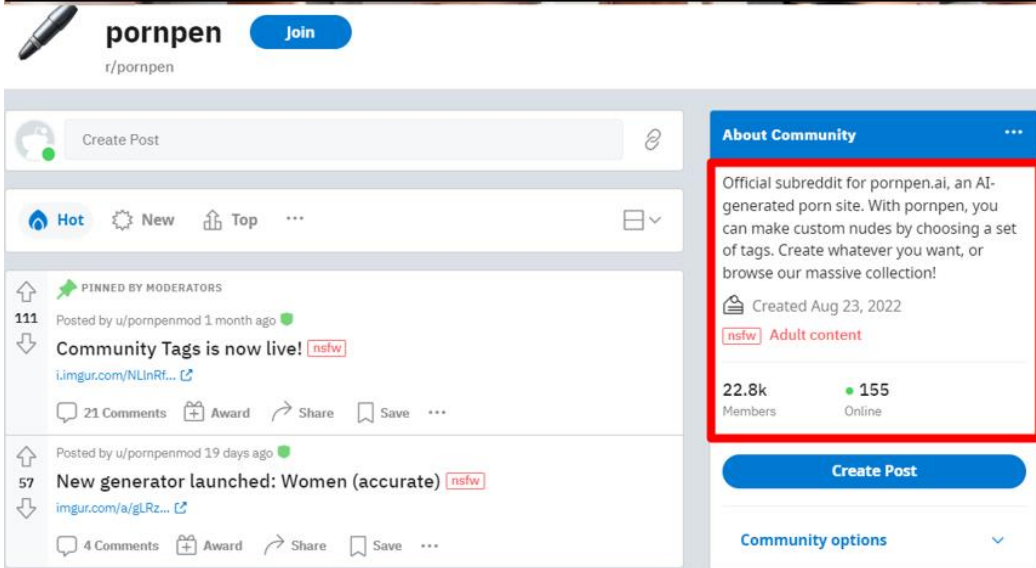 pornpen
Join
r/pornpen
Create Post
Hot
New
Top
PINNED BY MODERATORS
111
Posted by u/pornpenmod 1 month ago
Community Tags is now live! nsfw
i.imgur.com/NLInRf...
21 Comments
Award
Share
Save
Posted by u/pornpenmod 19 days ago
57
New generator launched: Women (accurate) nsfw
imgur.com/a/gLRz...
4 Comments
Award
Share
Save
About Community
Official subreddit for pornpen.ai, an AI-
generated porn site. With pornpen, you
can make custom nudes by choosing a set
of tags. Create whatever you want, or
browse our massive collection!
Created Aug 23, 2022
nsfw Adult content
22.8k
155
Members
Online
Create Post
Community options